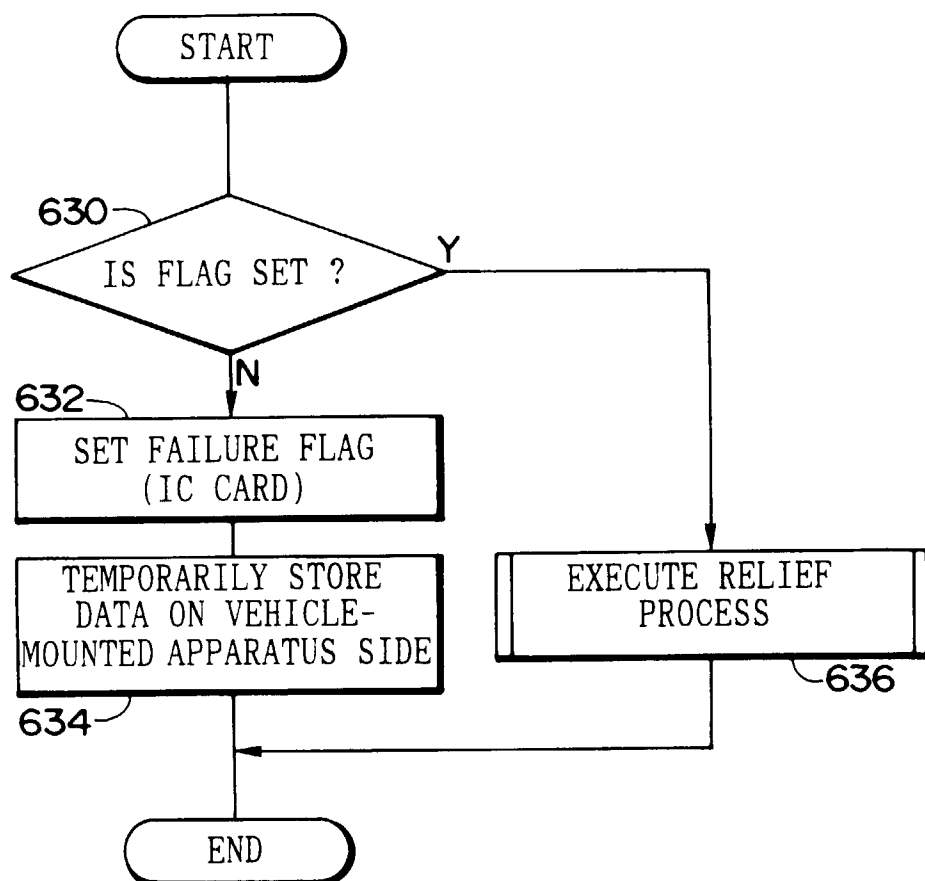 START
630
IS FLAG SET ?
Y
N
632
SET FAILURE FLAG
(IC CARD)
TEMPORARILY STORE
DATA ON VEHICLE-
MOUNTED APPARATUS SIDE
634
EXECUTE RELIEF
PROCESS
636
END